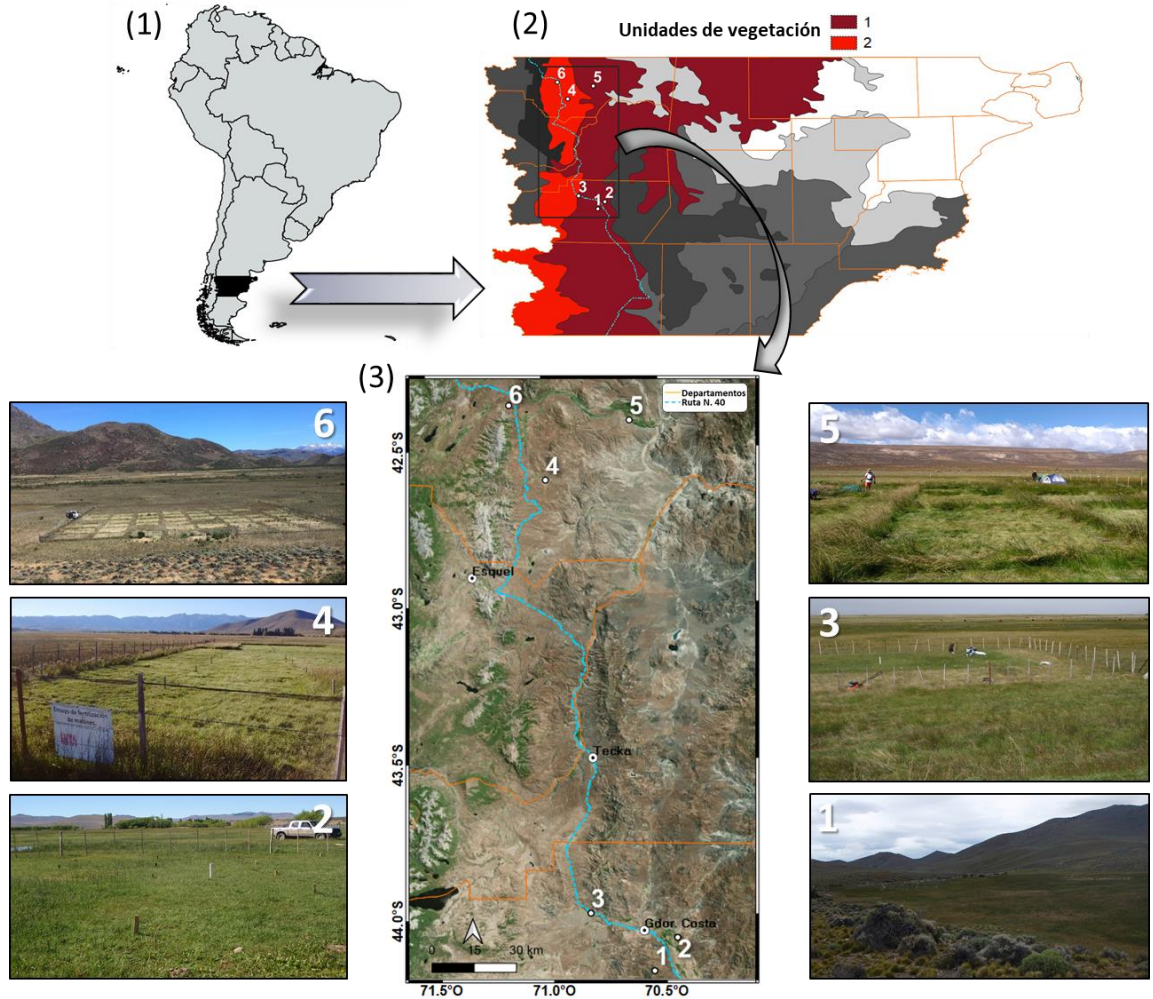 (1)
(2)
Unidades de vegetación
1
2
6
5
4
3
2
1
(3)
Departamentos
Ruta N. 40
6
5
4
Esquel
Tecka
3
Gdor. Costa
2
1
0 15 30 km
42.5°S
43.0°S
43.5°S
44.0°S
71.5°O
71.0°O
70.5°O
6
4
Ensayo de fertilización
de mallines
2
5
3
1